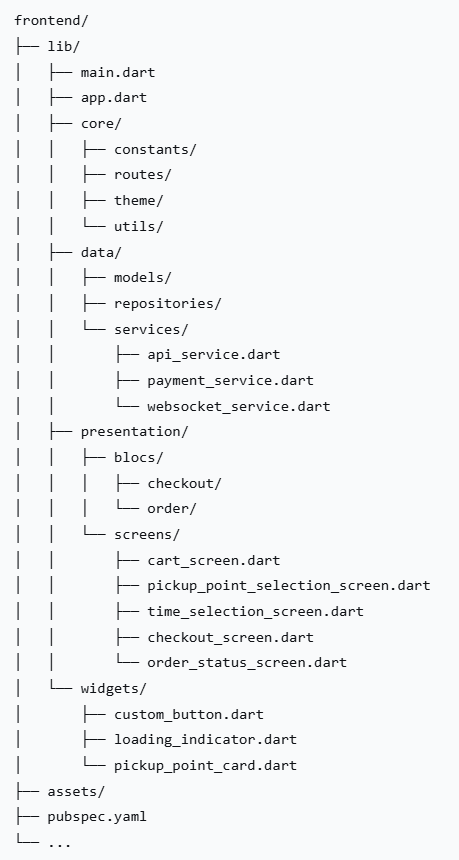 frontend/
├── lib/
│   ├── main.dart
│   ├── app.dart
│   ├── core/
│   │   ├── constants/
│   │   ├── routes/
│   │   ├── theme/
│   │   └── utils/
│   ├── data/
│   │   ├── models/
│   │   ├── repositories/
│   │   └── services/
│   │       ├── api_service.dart
│   │       ├── payment_service.dart
│   │       └── websocket_service.dart
│   ├── presentation/
│   │   ├── blocs/
│   │   │   ├── checkout/
│   │   │   └── order/
│   │   └── screens/
│   │       ├── cart_screen.dart
│   │       ├── pickup_point_selection_screen.dart
│   │       ├── time_selection_screen.dart
│   │       ├── checkout_screen.dart
│   │       └── order_status_screen.dart
│   └── widgets/
│       ├── custom_button.dart
│       ├── loading_indicator.dart
│       └── pickup_point_card.dart
├── assets/
├── pubspec.yaml
└── ...